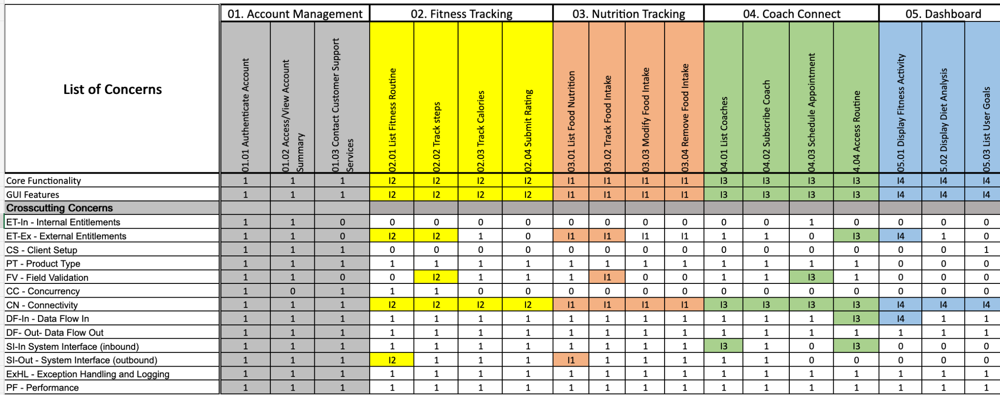 01. Account Management 02. Fitness Tracking 03. Nutrition Tracking 04. Coach Connect 05. Dashboard
List of Concerns
01.01 Authenticate Account
01.02 Access/View Account
Summary
01.03 Contact Customer Support
Services
02.01 List Fitness Routine
02.02 Track steps
02.03 Track Calories
02.04 Submit Rating
03.01 List Food Nutrition
03.02 Track Food Intake
03.03 Modify Food Intake
03.04 Remove Food Intake
04.01 List Coaches
04.02 Subscribe Coach
04.03 Schedule Appointment
4.04 Access Routine
05.01 Display Fitness Activity
5.02 Display Diet Analysis
05.03 List User Goals
Core Functionality 1 1 1 I2 I2 I2 I2 I1 I1 I1 I1 I3 I3 I3 I3 I4 I4 I4
GUI Features 1 1 1 I2 I2 I2 I2 I1 I1 I1 I1 I3 I3 I3 I3 I4 I4 I4
Crosscutting Concerns
ET-In - Internal Entitlements 1 1 0 0 0 0 0 0 0 0 0 0 0 1 0 0 0 0
ET-Ex - External Entitlements 1 1 0 I2 I2 1 0 I1 I1 I1 I1 1 1 0 I3 I4 1 0
CS - Client Setup 1 1 1 0 0 0 0 0 0 0 0 0 0 0 0 0 0 1
PT - Product Type 1 1 1 1 1 1 1 1 1 1 1 1 1 1 1 0 0 0
FV - Field Validation 1 1 0 0 I2 1 1 1 I1 0 0 1 1 I3 1 0 0 0
CC - Concurrency 1 0 1 1 1 0 0 0 0 0 0 0 0 0 0 0 0 0
CN - Connectivity 1 1 1 I2 I2 I2 I2 I1 I1 I1 I1 I3 I3 I3 I3 I4 I4 I4
DF-In - Data Flow In 1 1 1 1 1 1 1 1 1 1 1 1 1 1 I3 I4 1 1
DF- Out- Data Flow Out 1 1 1 1 1 1 1 1 1 1 1 1 1 1 1 1 1 1
SI-In System Interface (inbound) 1 1 1 1 1 1 1 1 1 1 1 I3 1 0 I3 0 0 0
SI-Out - System Interface (outbound) 1 1 1 I2 1 1 1 I1 1 1 1 1 1 0 0 0 0 0
ExHL - Exception Handling and Logging 1 1 1 1 1 1 1 1 1 1 1 1 1 1 1 1 1 1
PF - Performance 1 1 1 1 1 1 1 1 1 1 1 1 1 1 1 1 1 1